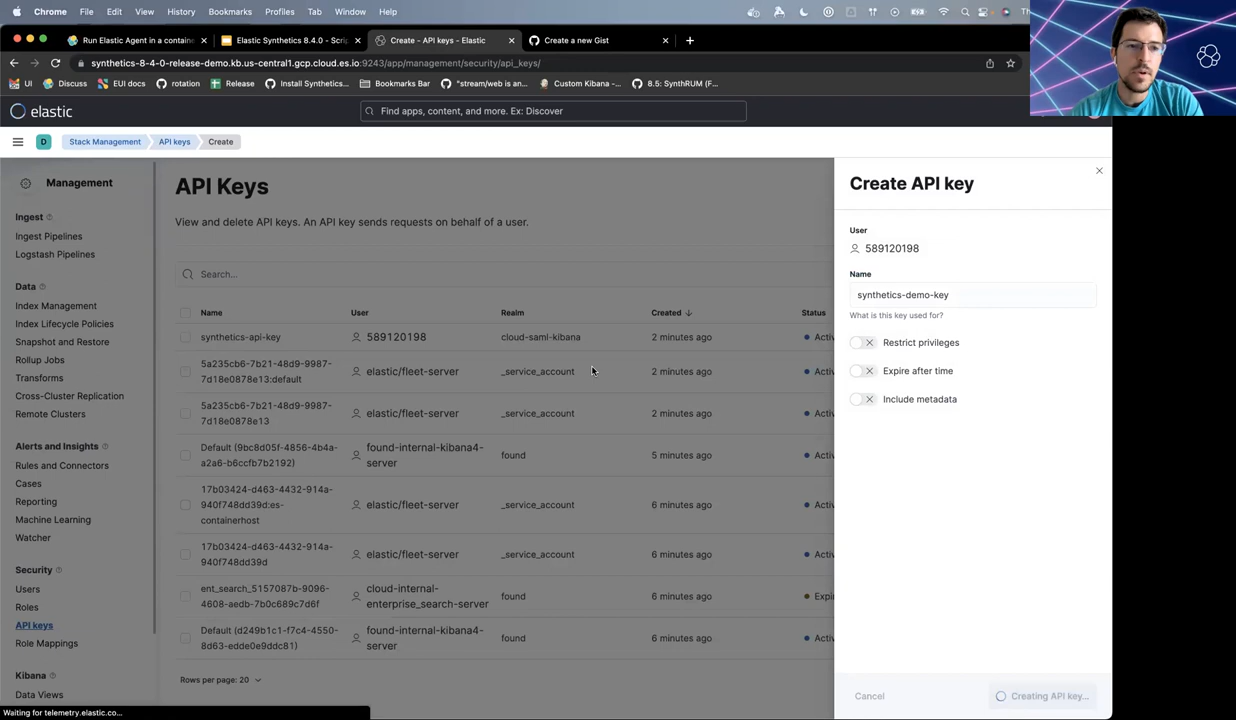 Chrome File Edit View History Bookmarks Profiles Tab Window Help
Run Elastic Agent in a containe
Elastic Synthetics 8.4.0 - Scri
Create - API keys - Elastic
Create a new Gist
synthetics-8-4-0-release-demo.kb.us-central1.gcp.cloud.es.io:9243/app/management/security/api_keys/
UI Discuss EUI docs rotation Release Install Synthetics... Bookmarks Bar "stream/web is an... Custom Kibana -... 8.5: SynthRUM (F...
elastic
Find apps, content, and more. Ex: Discover
D Stack Management API keys Create
Management
Ingest
Ingest Pipelines
Logstash Pipelines
Data
Index Management
Index Lifecycle Policies
Snapshot and Restore
Rollup Jobs
Transforms
Cross-Cluster Replication
Remote Clusters
Alerts and Insights
Rules and Connectors
Cases
Reporting
Machine Learning
Watcher
Security
Users
Roles
API keys
Role Mappings
Kibana
Data Views
API Keys
View and delete API keys. An API key sends requests on behalf of a user.
Search...
Name User Realm Created Status
synthetics-api-key 589120198 cloud-saml-kibana 2 minutes ago Activ
5a235cb6-7b21-48d9-9987-
7d18e0878e13:default
elastic/fleet-server _service_account 2 minutes ago Activ
5a235cb6-7b21-48d9-9987-
7d18e0878e13
elastic/fleet-server _service_account 2 minutes ago Activ
Default (9bc8d05f-4856-4b4a-
a2a6-b6ccfb7b2192)
found-internal-kibana4-
server
found 5 minutes ago Activ
17b03424-d463-4432-914a-
940f748dd39d:es-
containerhost
elastic/fleet-server _service_account 6 minutes ago Activ
17b03424-d463-4432-914a-
940f748dd39d
elastic/fleet-server _service_account 6 minutes ago Activ
ent_search_5157087b-9096-
4608-aedb-7b0c689c7d6f
cloud-internal-
enterprise_search-server
found 6 minutes ago Expir
Default (d249b1c1-f7c4-4550-
8d63-edde0e9ddc81)
found-internal-kibana4-
server
found 6 minutes ago Activ
Rows per page: 20
Create API key
User
589120198
Name
synthetics-demo-key
What is this key used for?
Restrict privileges
Expire after time
Include metadata
Cancel
Creating API key...
Waiting for telemetry.elastic.co...